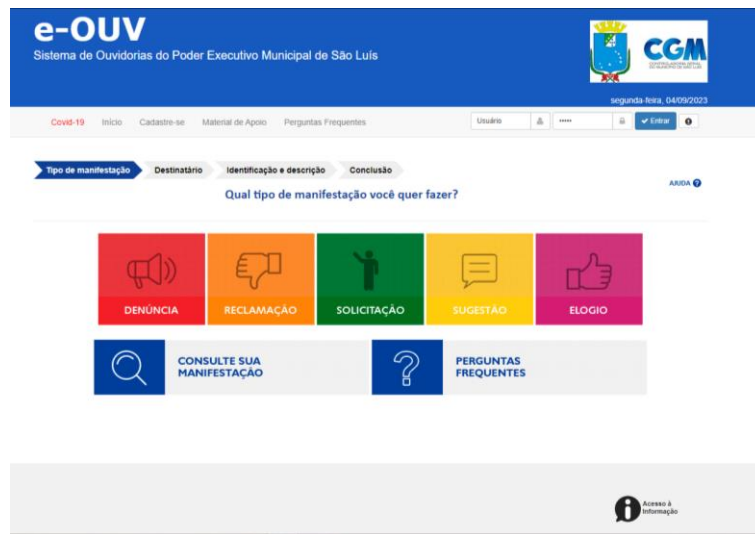 e-OUV
Sistema de Ouvidorias do Poder Executivo Municipal de São Luís
CGM
segunda-feira, 04/09/2023
Covid-19 Início Cadastre-se Material de Apoio Perguntas Frequentes Usuário ••••• Entrar
Tipo de manifestação Destinatário Identificação e descrição Conclusão
AJUDA ?
Qual tipo de manifestação você quer fazer?
DENÚNCIA RECLAMAÇÃO SOLICITAÇÃO SUGESTÃO ELOGIO
CONSULTE SUA
MANIFESTAÇÃO
PERGUNTAS
FREQUENTES
Acesso à
Informação